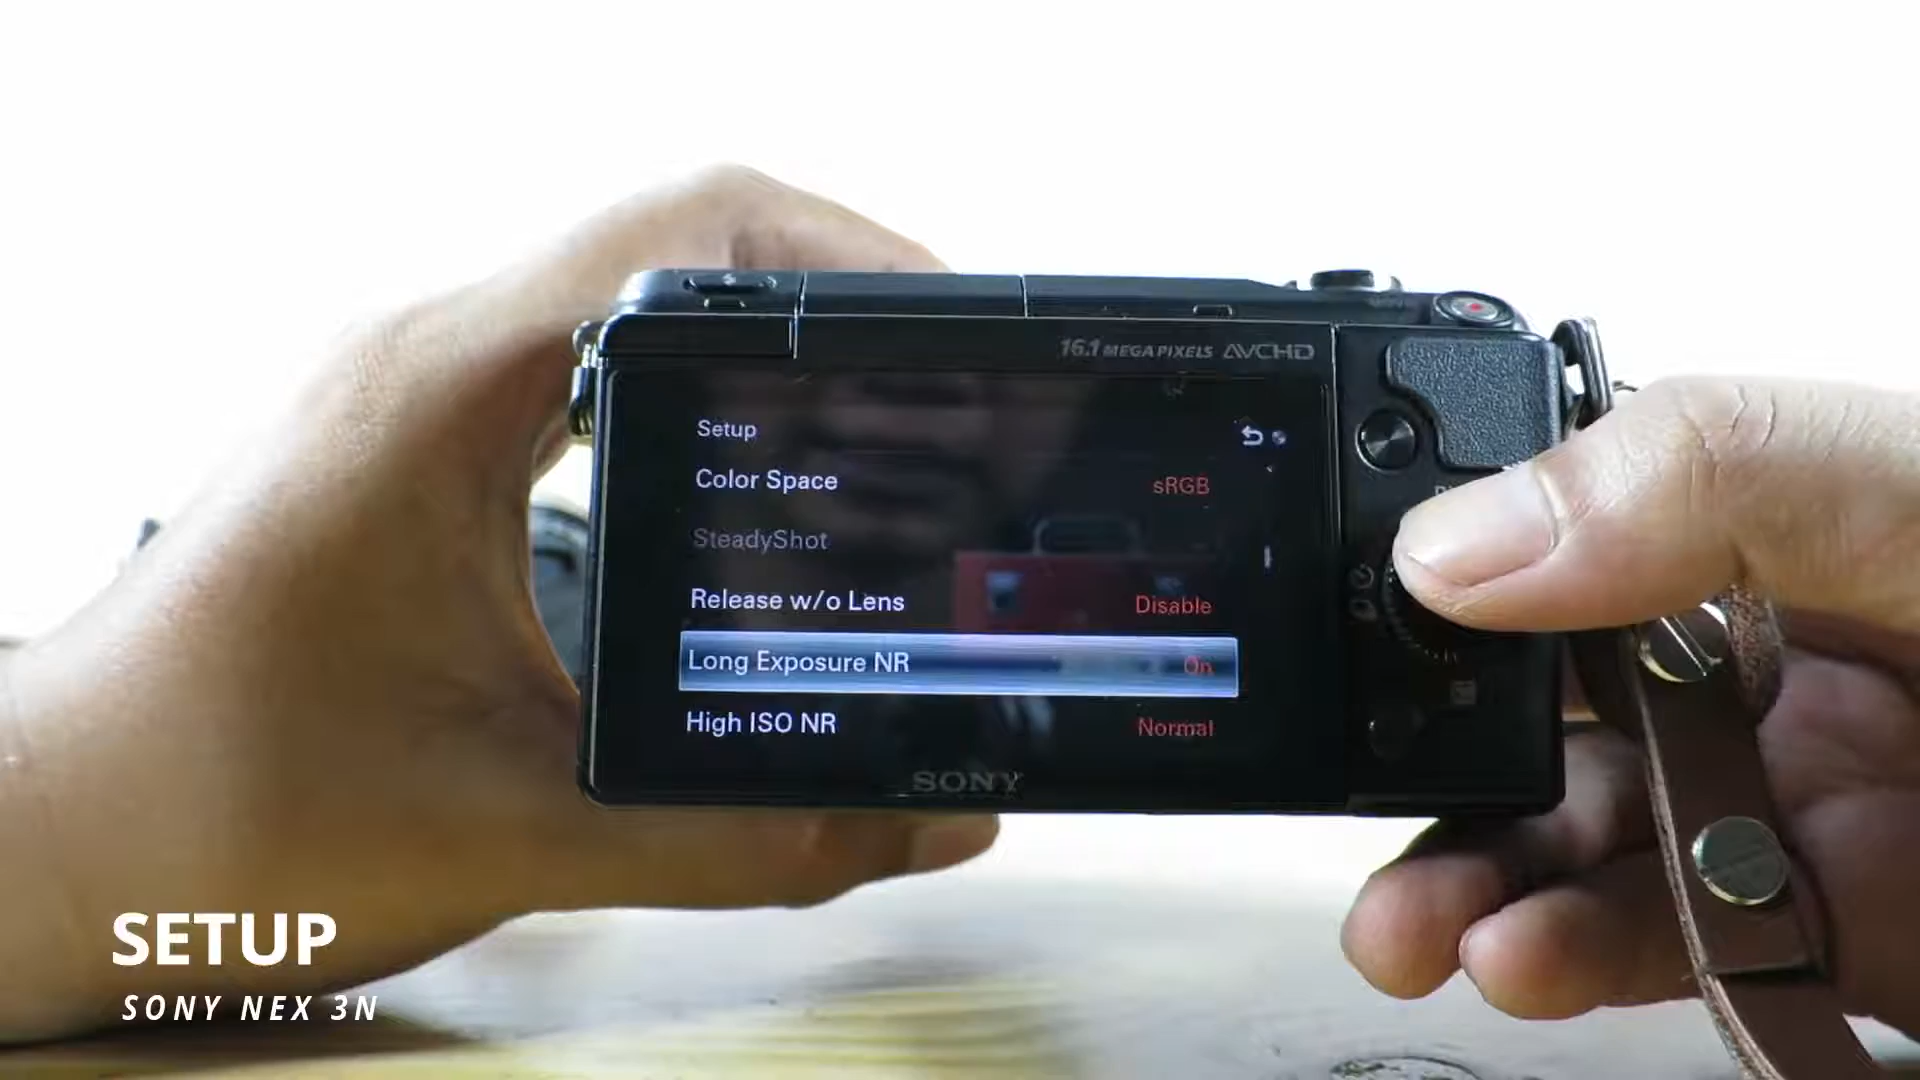 16.1 MEGA PIXELS AVCHD
Setup
Color Space sRGB
SteadyShot
Release w/o Lens Disable
Long Exposure NR On
High ISO NR Normal
SONY
SETUP
SONY NEX 3N